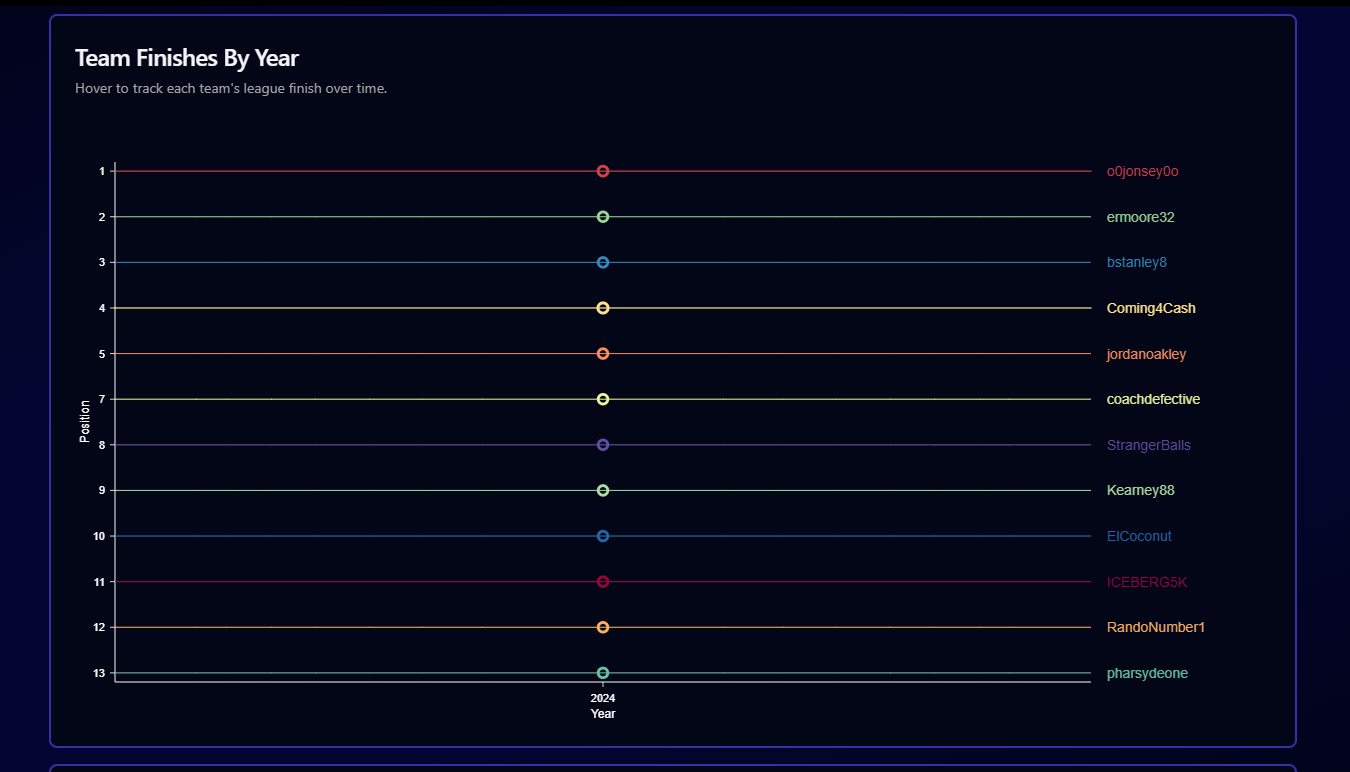 Team Finishes By Year
Hover to track each team's league finish over time.
1 o0jonsey0o
2 ermoore32
3 bstanley8
4 Coming4Cash
5 jordanoakley
7 coachdefective
Position
8 StrangerBalls
9 Kearney88
10 ElCoconut
11 ICEBERG5K
12 RandoNumber1
13 pharsydeone
2024
Year